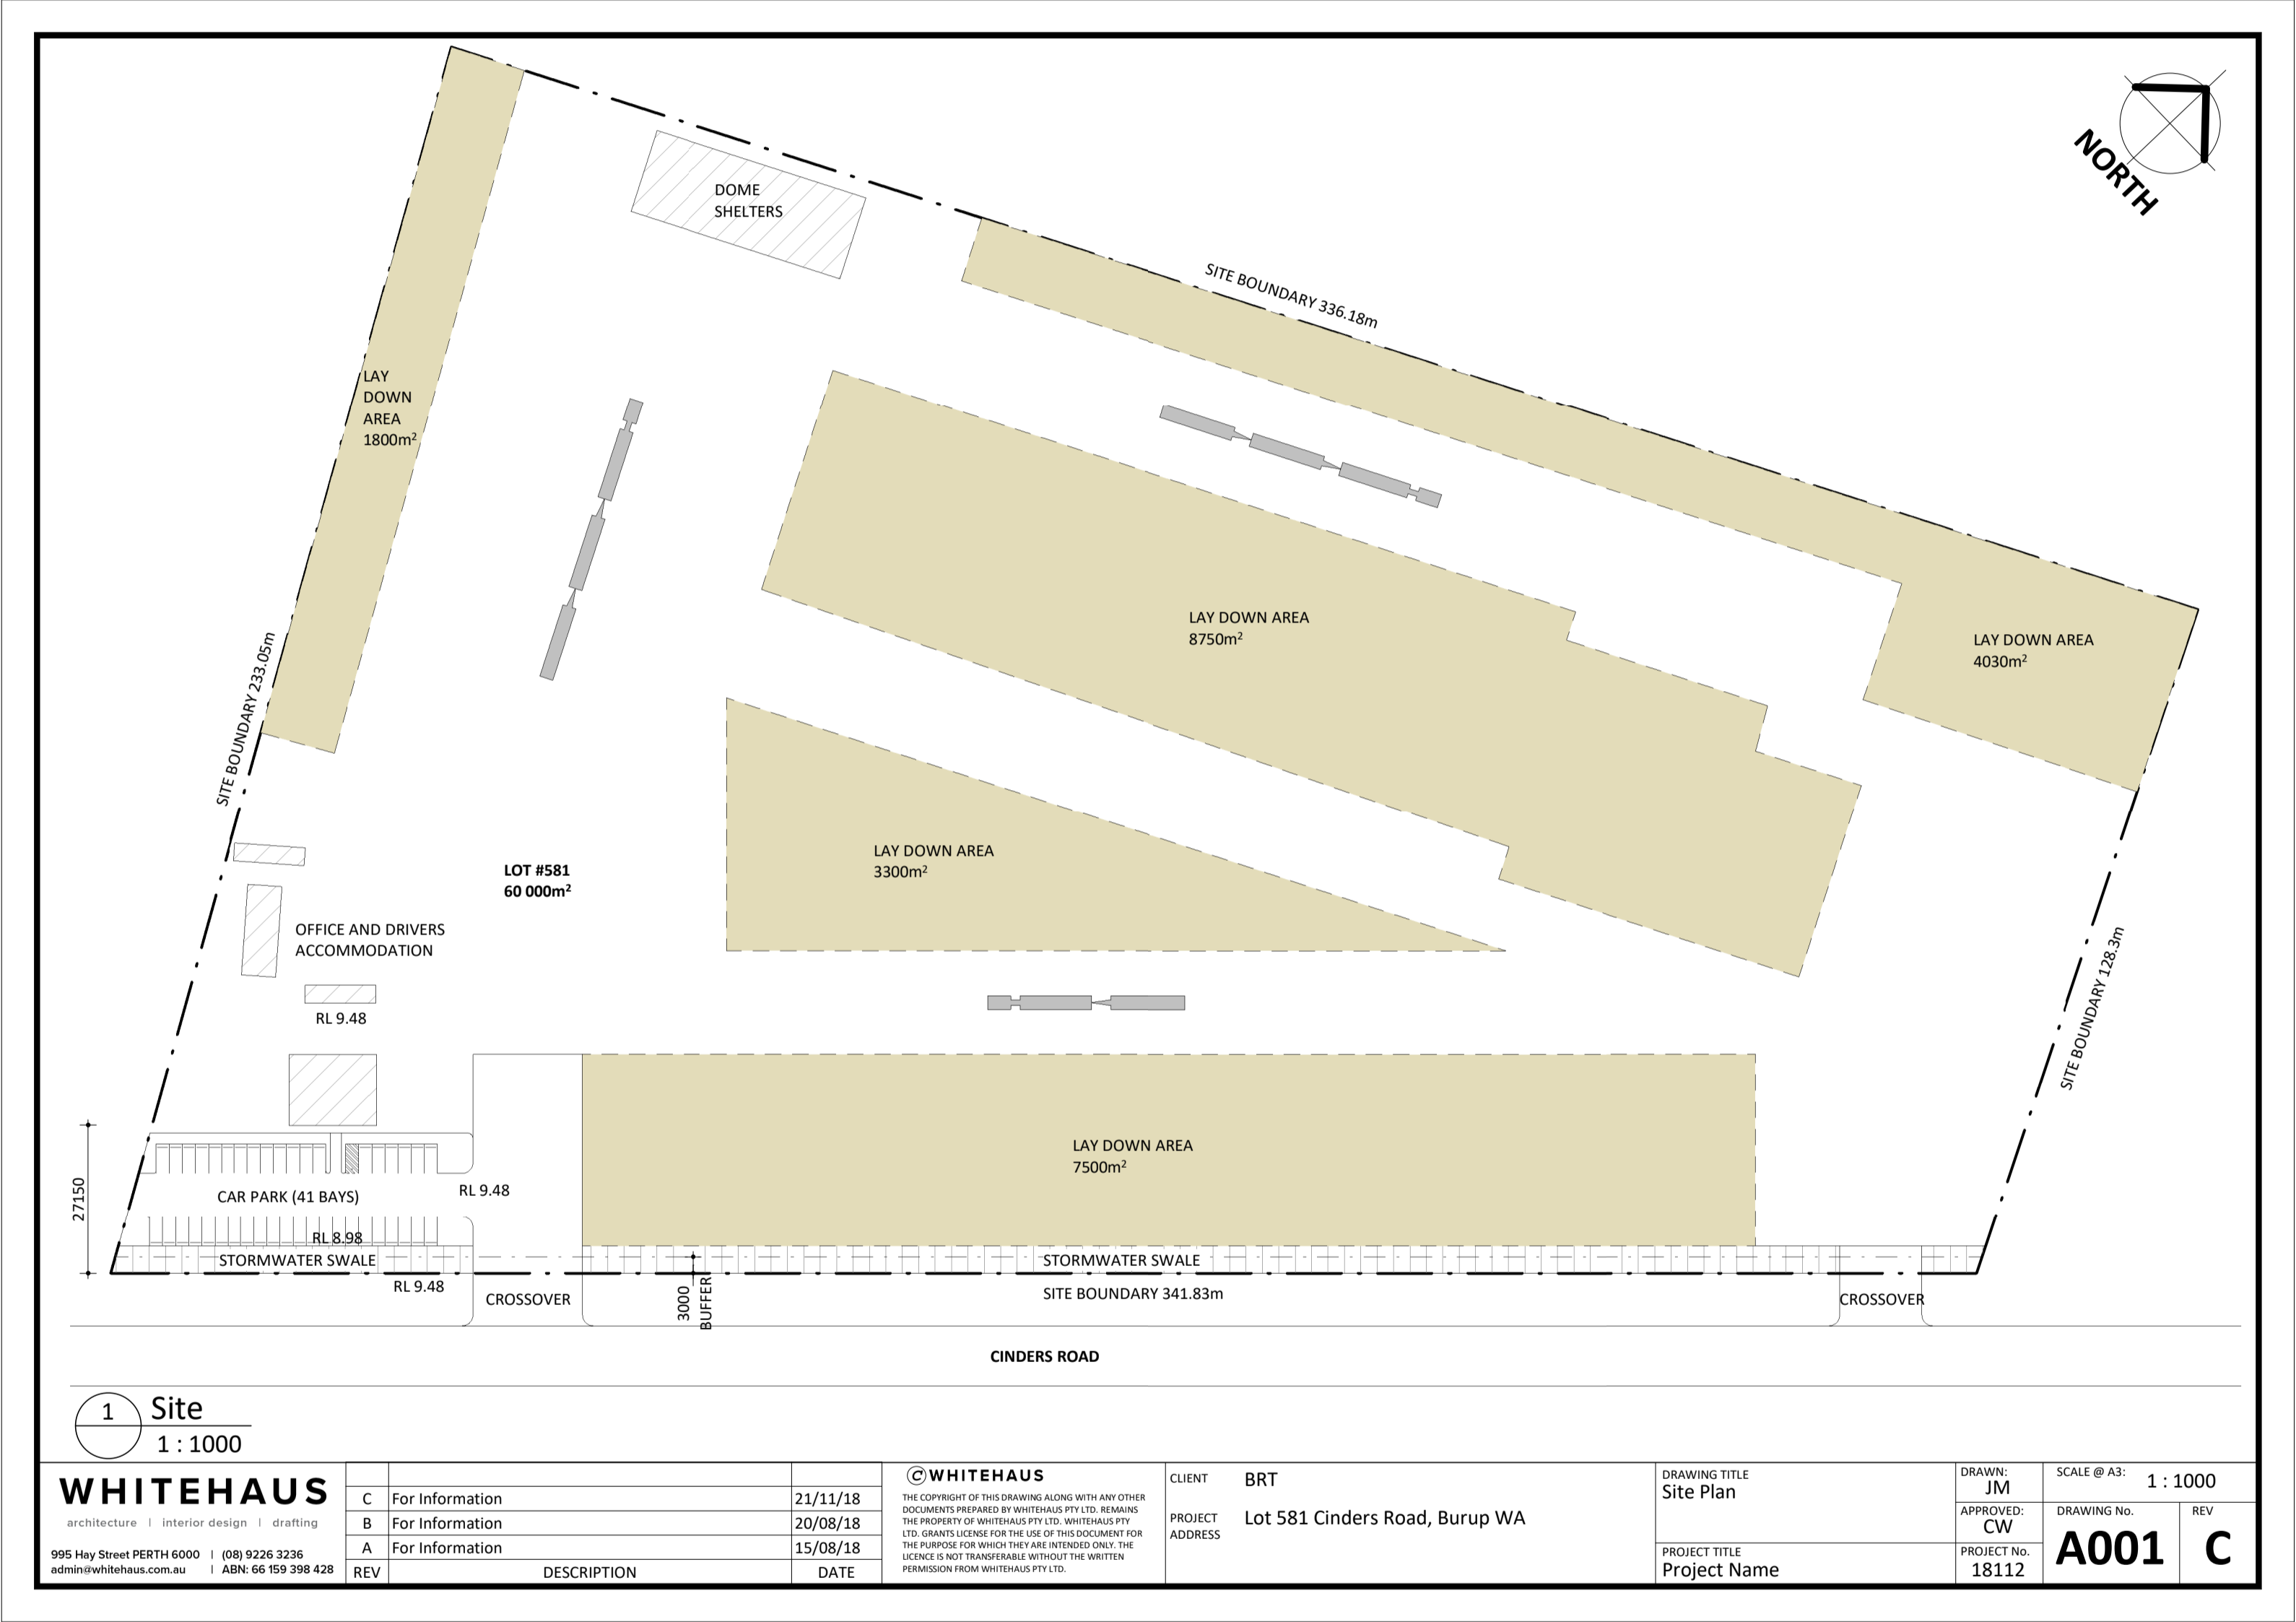 NORTH
DOME
SHELTERS
SITE BOUNDARY 336.18m
LAY
DOWN
AREA
1800m²
LAY DOWN AREA
8750m²
LAY DOWN AREA
4030m²
SITE BOUNDARY 233.05m
LAY DOWN AREA
3300m²
LOT #581
60 000m²
OFFICE AND DRIVERS
ACCOMMODATION
RL 9.48
SITE BOUNDARY 128.3m
LAY DOWN AREA
7500m²
27150
CAR PARK (41 BAYS)
RL 9.48
RL 8.98
STORMWATER SWALE
STORMWATER SWALE
RL 9.48
CROSSOVER
3000
BUFFER
SITE BOUNDARY 341.83m
CROSSOVER
CINDERS ROAD
1
Site
1 : 1000
WHITEHAUS
architecture | interior design | drafting
995 Hay Street PERTH 6000 | (08) 9226 3236
admin@whitehaus.com.au | ABN: 66 159 398 428
C For Information 21/11/18
B For Information 20/08/18
A For Information 15/08/18
REV DESCRIPTION DATE
© WHITEHAUS
THE COPYRIGHT OF THIS DRAWING ALONG WITH ANY OTHER
DOCUMENTS PREPARED BY WHITEHAUS PTY LTD. REMAINS
THE PROPERTY OF WHITEHAUS PTY LTD. WHITEHAUS PTY
LTD. GRANTS LICENSE FOR THE USE OF THIS DOCUMENT FOR
THE PURPOSE FOR WHICH THEY ARE INTENDED ONLY. THE
LICENCE IS NOT TRANSFERABLE WITHOUT THE WRITTEN
PERMISSION FROM WHITEHAUS PTY LTD.
CLIENT BRT
PROJECT
ADDRESS
Lot 581 Cinders Road, Burup WA
DRAWING TITLE
Site Plan
PROJECT TITLE
Project Name
DRAWN:
JM
APPROVED:
CW
PROJECT No.
18112
SCALE @ A3: 1 : 1000
DRAWING No.
A001
REV
C